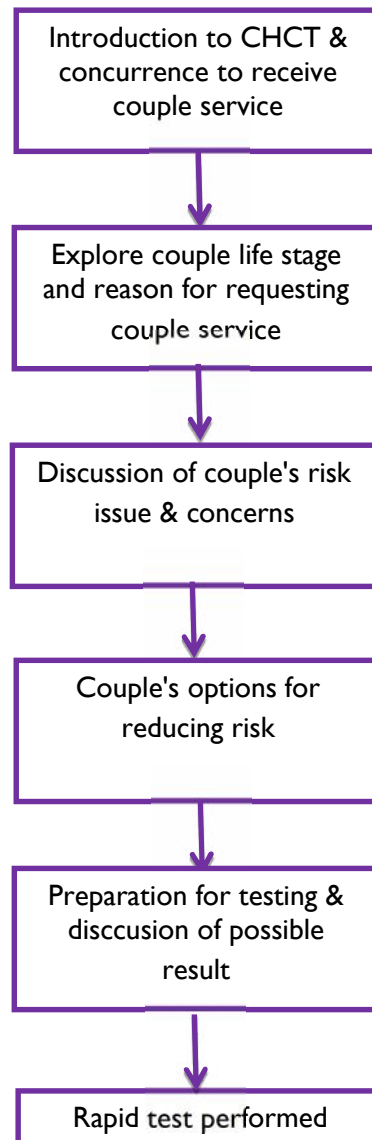 Introduction to CHCT &
concurrence to receive
couple service
Explore couple life stage
and reason for requesting
couple service
Discussion of couple's risk
issue & concerns
Couple's options for
reducing risk
Preparation for testing &
disccusion of possible
result
Rapid test performed